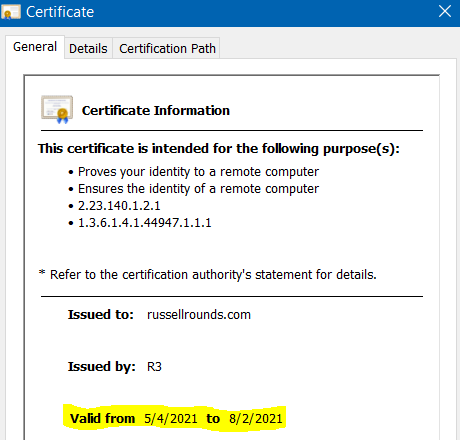 Certificate
General Details Certification Path
Certificate Information
This certificate is intended for the following purpose(s):
• Proves your identity to a remote computer
• Ensures the identity of a remote computer
• 2.23.140.1.2.1
• 1.3.6.1.4.1.44947.1.1.1
* Refer to the certification authority's statement for details.
Issued to: russellrounds.com
Issued by: R3
Valid from 5/4/2021 to 8/2/2021